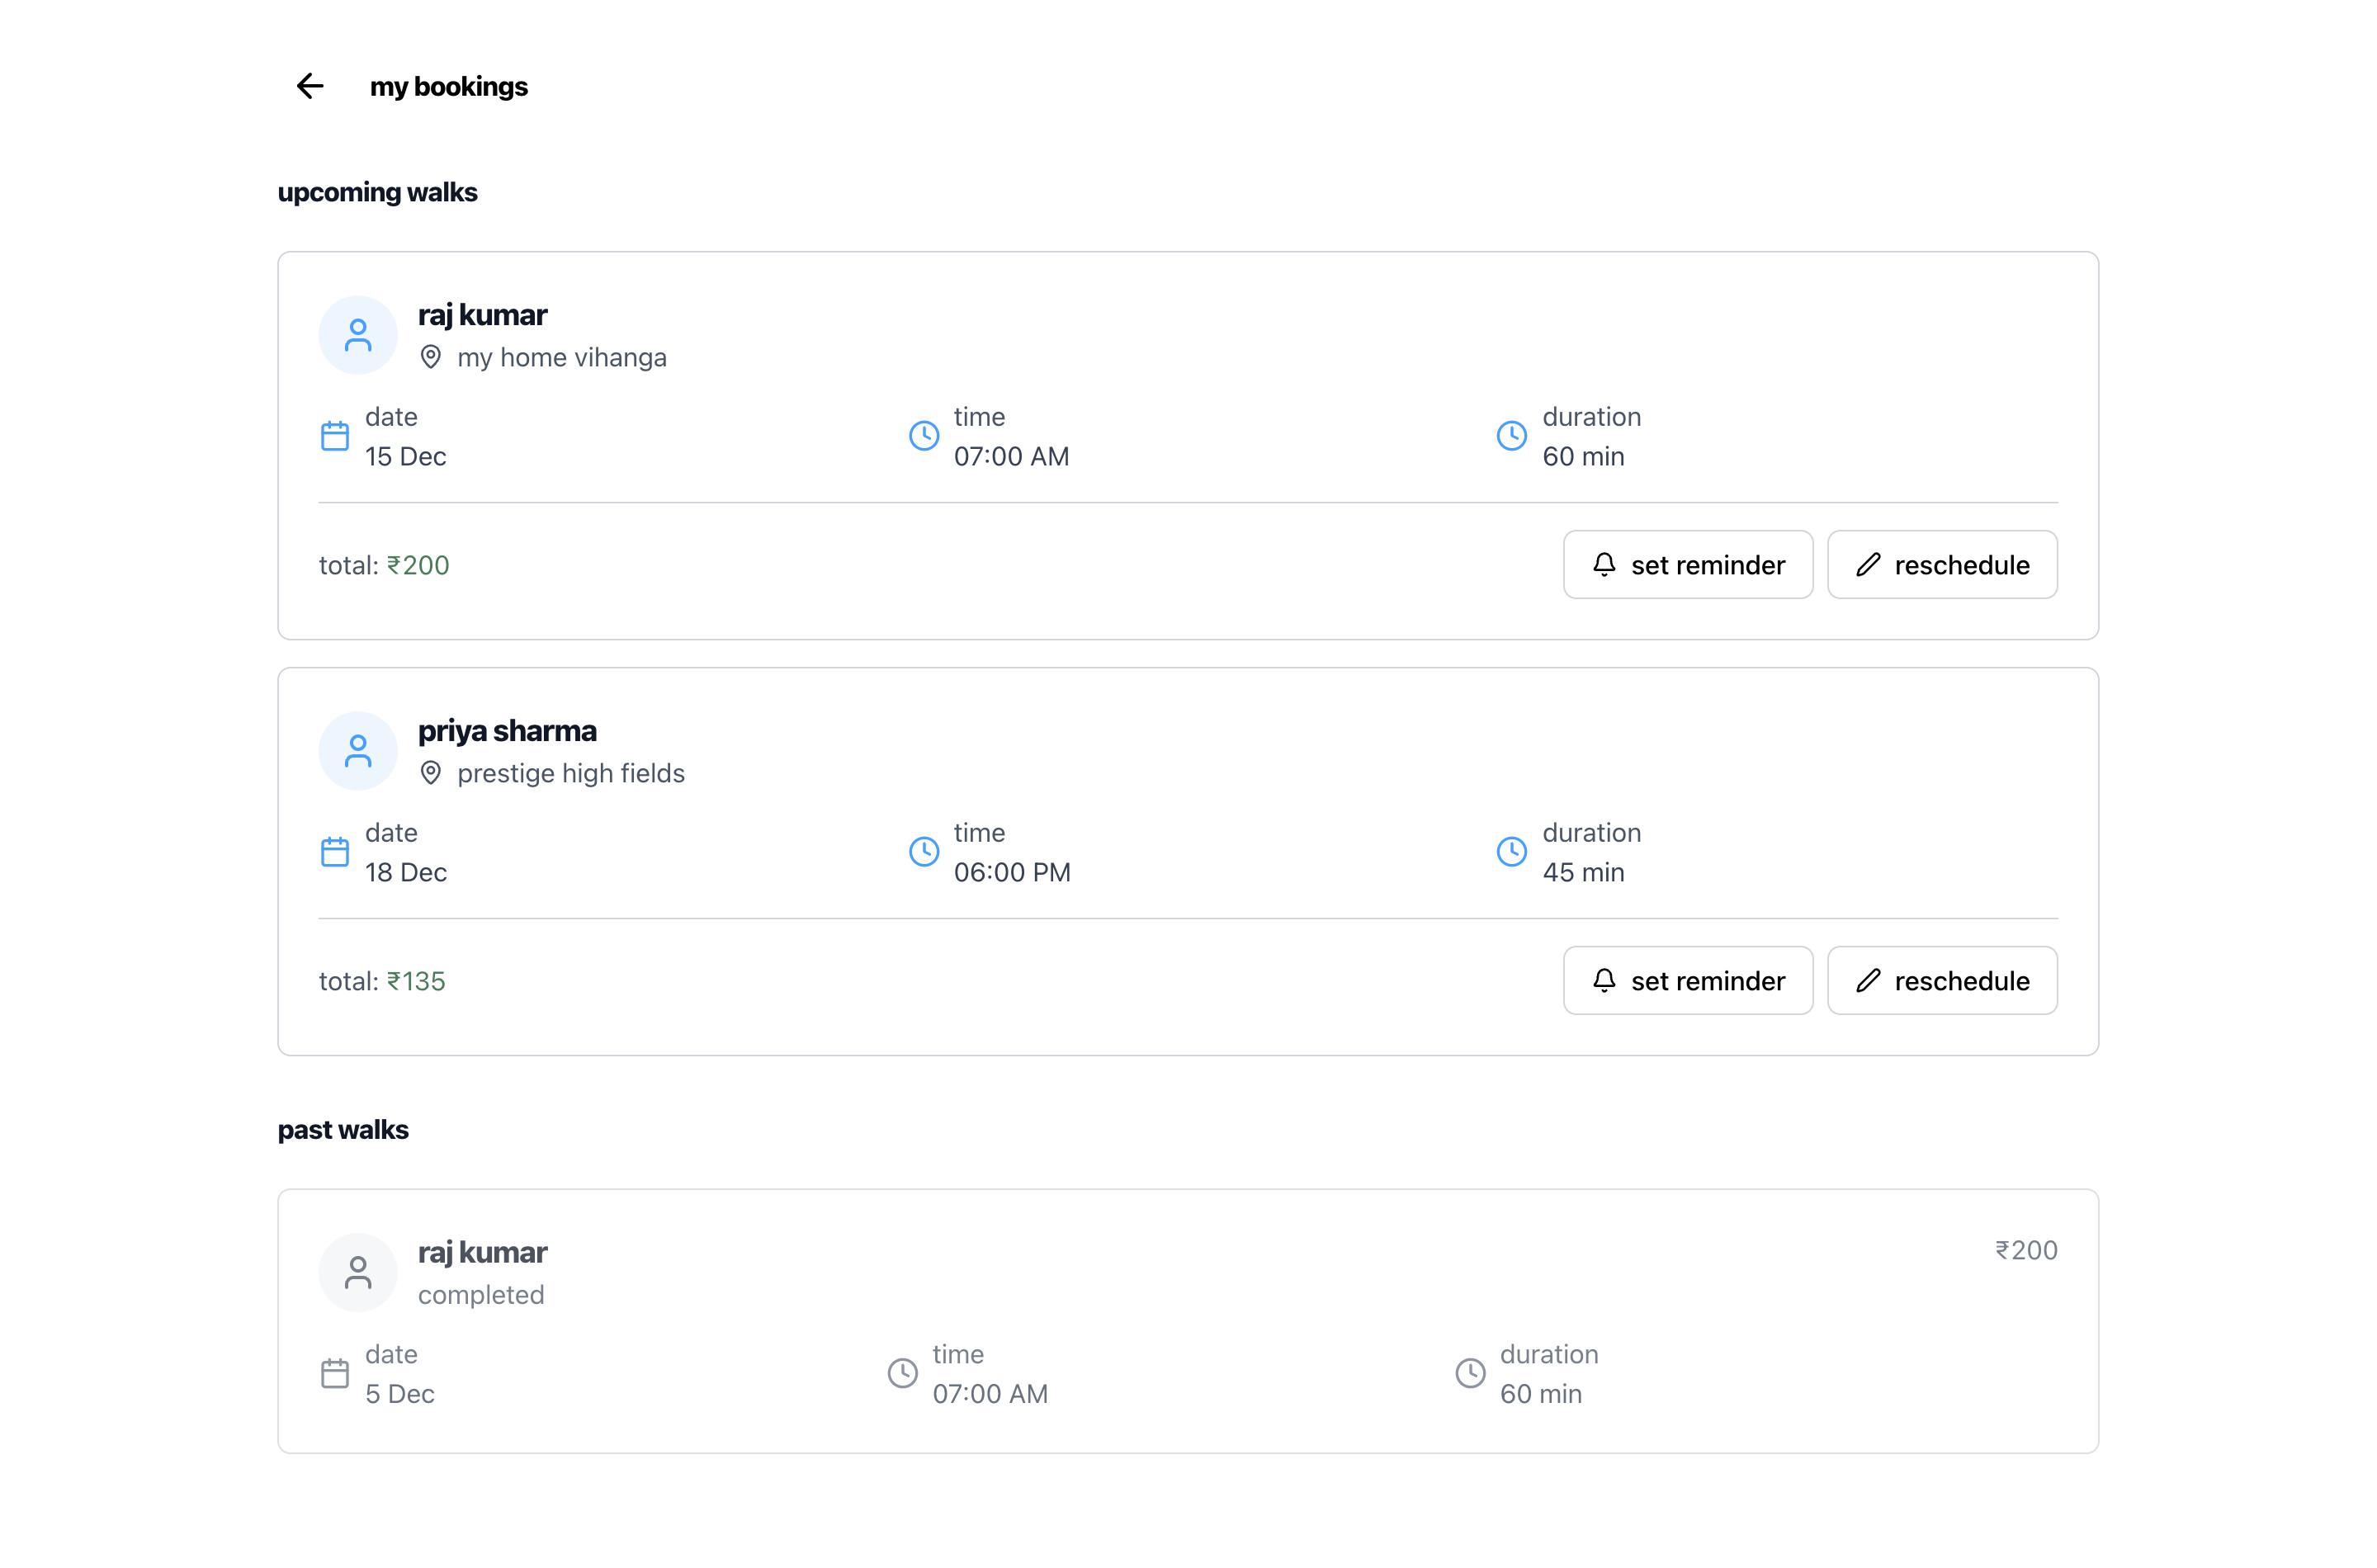 my bookings
upcoming walks
raj kumar
my home vihanga
date
15 Dec
time
07:00 AM
duration
60 min
total: ₹200
set reminder
reschedule
priya sharma
prestige high fields
date
18 Dec
time
06:00 PM
duration
45 min
total: ₹135
set reminder
reschedule
past walks
raj kumar
completed
₹200
date
5 Dec
time
07:00 AM
duration
60 min